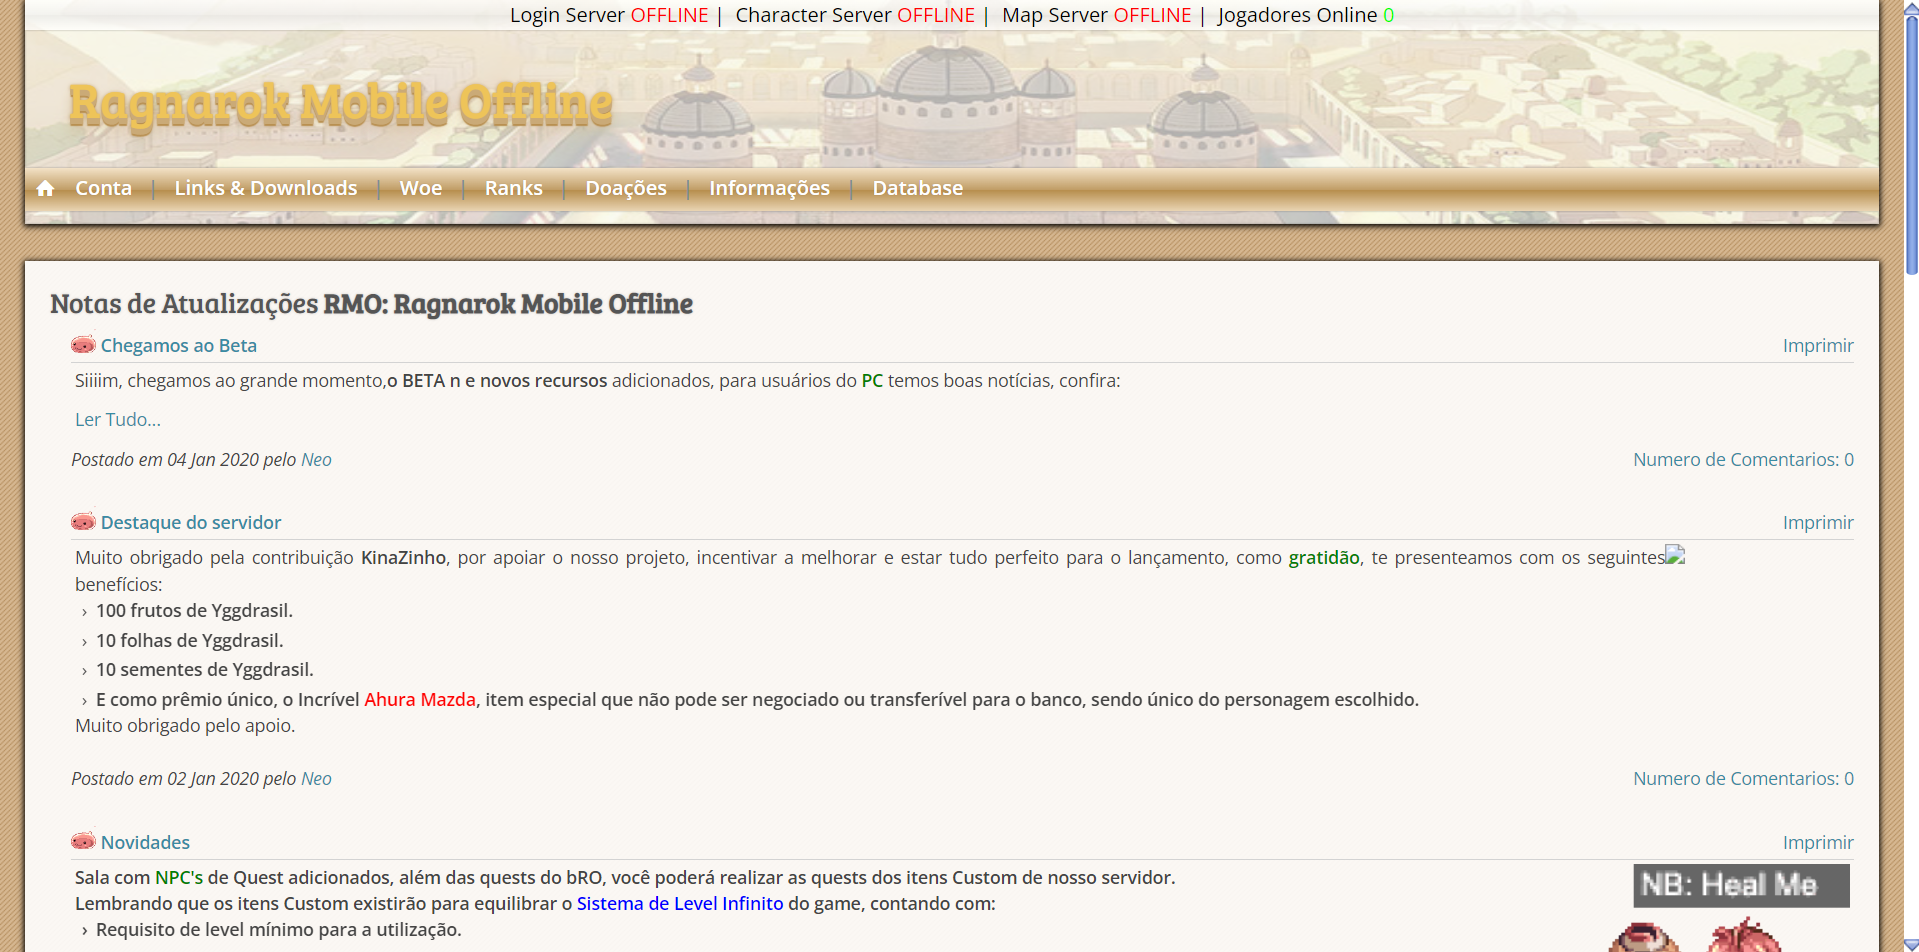 Login Server OFFLINE | Character Server OFFLINE | Map Server OFFLINE | Jogadores Online 0
Ragnarok Mobile Offline
Conta | Links & Downloads | Woe | Ranks | Doações | Informações | Database
Notas de Atualizações RMO: Ragnarok Mobile Offline
Chegamos ao Beta Imprimir
Siiiim, chegamos ao grande momento,o BETA n e novos recursos adicionados, para usuários do PC temos boas notícias, confira:
Ler Tudo...
Postado em 04 Jan 2020 pelo Neo Numero de Comentarios: 0
Destaque do servidor Imprimir
Muito obrigado pela contribuição KinaZinho, por apoiar o nosso projeto, incentivar a melhorar e estar tudo perfeito para o lançamento, como gratidão, te presenteamos com os seguintes
benefícios:
› 100 frutos de Yggdrasil.
› 10 folhas de Yggdrasil.
› 10 sementes de Yggdrasil.
› E como prêmio único, o Incrível Ahura Mazda, item especial que não pode ser negociado ou transferível para o banco, sendo único do personagem escolhido.
Muito obrigado pelo apoio.
Postado em 02 Jan 2020 pelo Neo Numero de Comentarios: 0
Novidades Imprimir
Sala com NPC's de Quest adicionados, além das quests do bRO, você poderá realizar as quests dos itens Custom de nosso servidor.
NB: Heal Me
Lembrando que os itens Custom existirão para equilibrar o Sistema de Level Infinito do game, contando com:
› Requisito de level mínimo para a utilização.